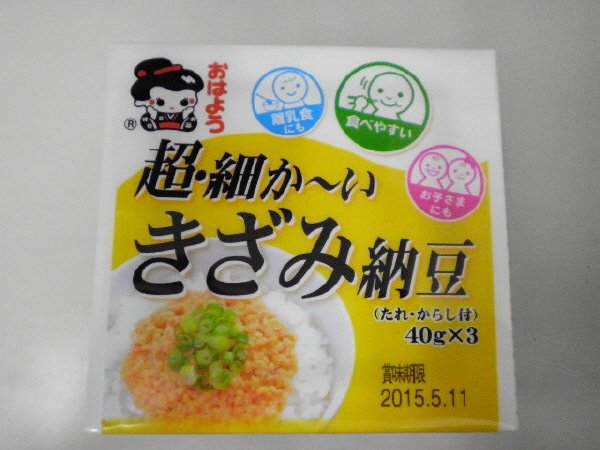 おはよう
®
離乳食
にも
食べやすい
お子さま
にも
超・細か〜い
きざみ納豆
(たれ・からし付)
40g×3
賞味期限
2015.5.11